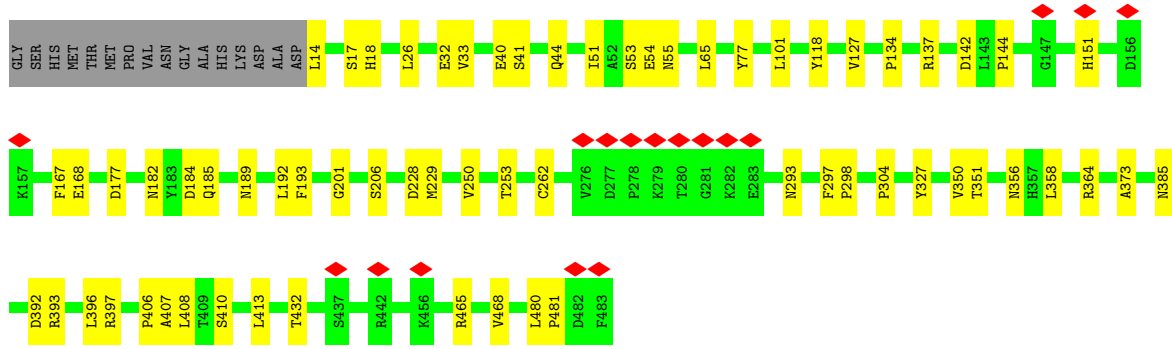 GLY SER HIS MET THR MET PRO VAL ASN GLY ALA HIS LYS ASP ALA ASP L14 S17 H18 L26 E32 V33 E40 S41 Q44 I51 A52 S53 E54 N55 L65 Y77 L101 Y118 V127 P134 R137 D142 L143 P144 G147 H151 D156
K157 F167 E168 D177 N182 Y183 D184 Q185 N189 L192 F193 G201 S206 D228 M229 V250 T253 C262 V276 D277 P278 K279 T280 G281 K282 E283 N293 F297 P298 P304 Y327 V350 T351 N356 H357 L358 R364 A373 N385
D392 R393 L396 R397 P406 A407 L408 T409 S410 L413 T432 S437 R442 K456 R465 V468 L480 P481 D482 F483